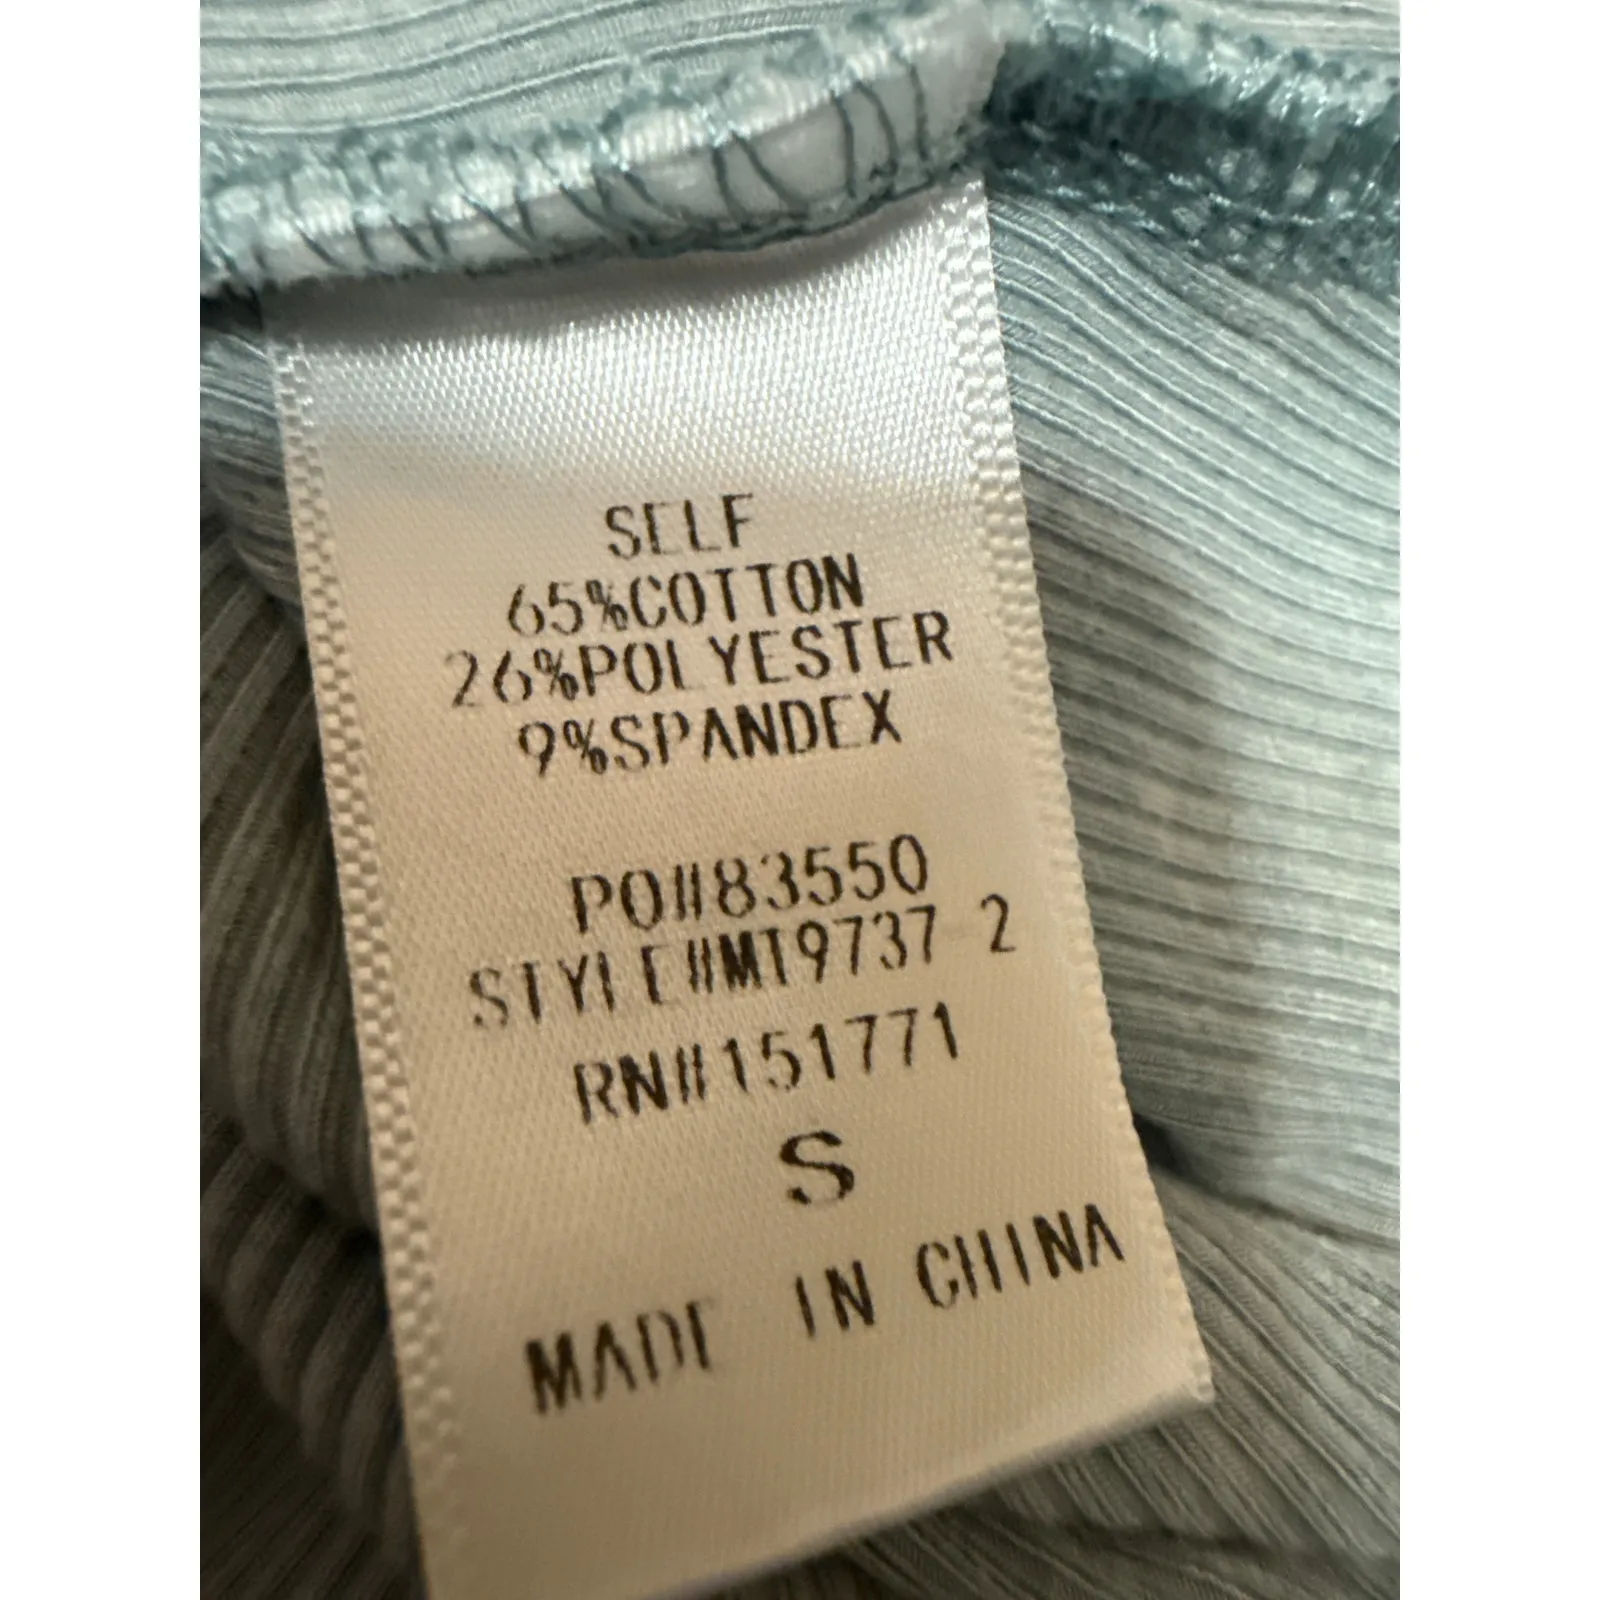 SELF
65%COTTON
26%POLYESTER
9%SPANDEX
PO#83550
STYLE#MT9737-2
RN#151771
S
MADE IN CHINA